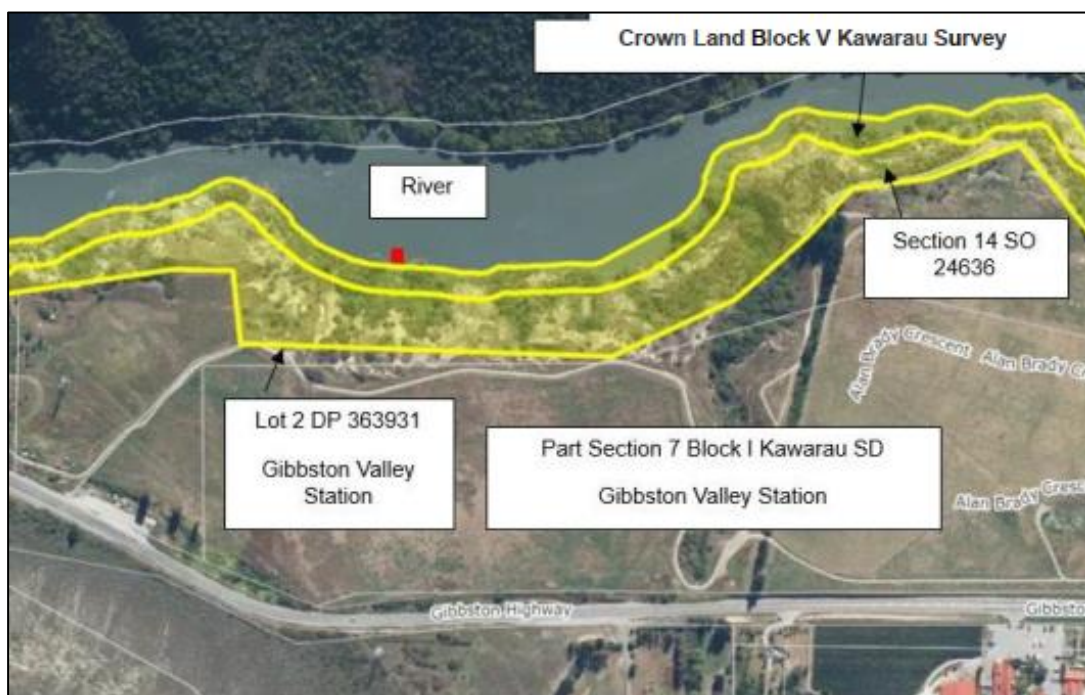 Crown Land Block V Kawarau Survey
River
Section 14 SO
24636
Alan Brady Crescent
Alan Brady C
Lot 2 DP 363931
Gibbston Valley
Station
Part Section 7 Block I Kawarau SD
Gibbston Valley Station
Alan Brady Cresc
Gibbston Highway
Gibbsto